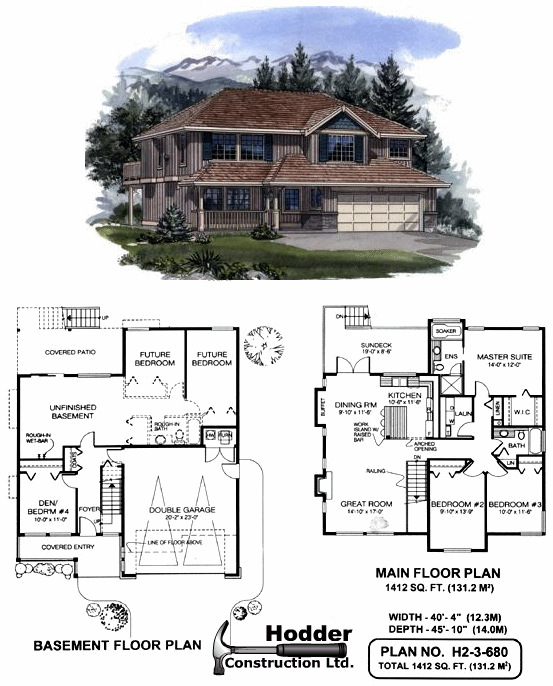 UP
COVERED PATIO
FUTURE
BEDROOM
FUTURE
BEDROOM
UNFINISHED
BASEMENT
ROUGH-IN
BATH
ROUGH-IN
WET-BAR
HW
FURN
DEN/
BEDRM #4
10'-0" x 11'-0"
FOYER
UP
DOUBLE GARAGE
20'-2" x 23'-0"
LINE OF FLOOR ABOVE
COVERED ENTRY
BASEMENT FLOOR PLAN
DN
SUNDECK
19'-0" x 8'-6"
SOAKER
ENS
MASTER SUITE
14'-0" x 12'-0"
BUFFET
DINING R'M
9'-10" x 11'-6"
KITCHEN
10'-6" x 11'-6"
WORK
ISLAND W/
RAISED
BAR
D
W
LAUN
LINEN
W.I.C
ARCHED
OPENING
BATH
LIN
RAILING
DN
GREAT ROOM
14'-10" x 17'-0"
BEDROOM #2
9'-10" x 13'-9"
BEDROOM #3
10'-0" x 11'-6"
MAIN FLOOR PLAN
1412 SQ. FT. (131.2 M²)
WIDTH - 40'- 4" (12.3M)
DEPTH - 45'- 10" (14.0M)
Hodder
Construction Ltd.
PLAN NO. H2-3-680
TOTAL 1412 SQ. FT. (131.2 M²)